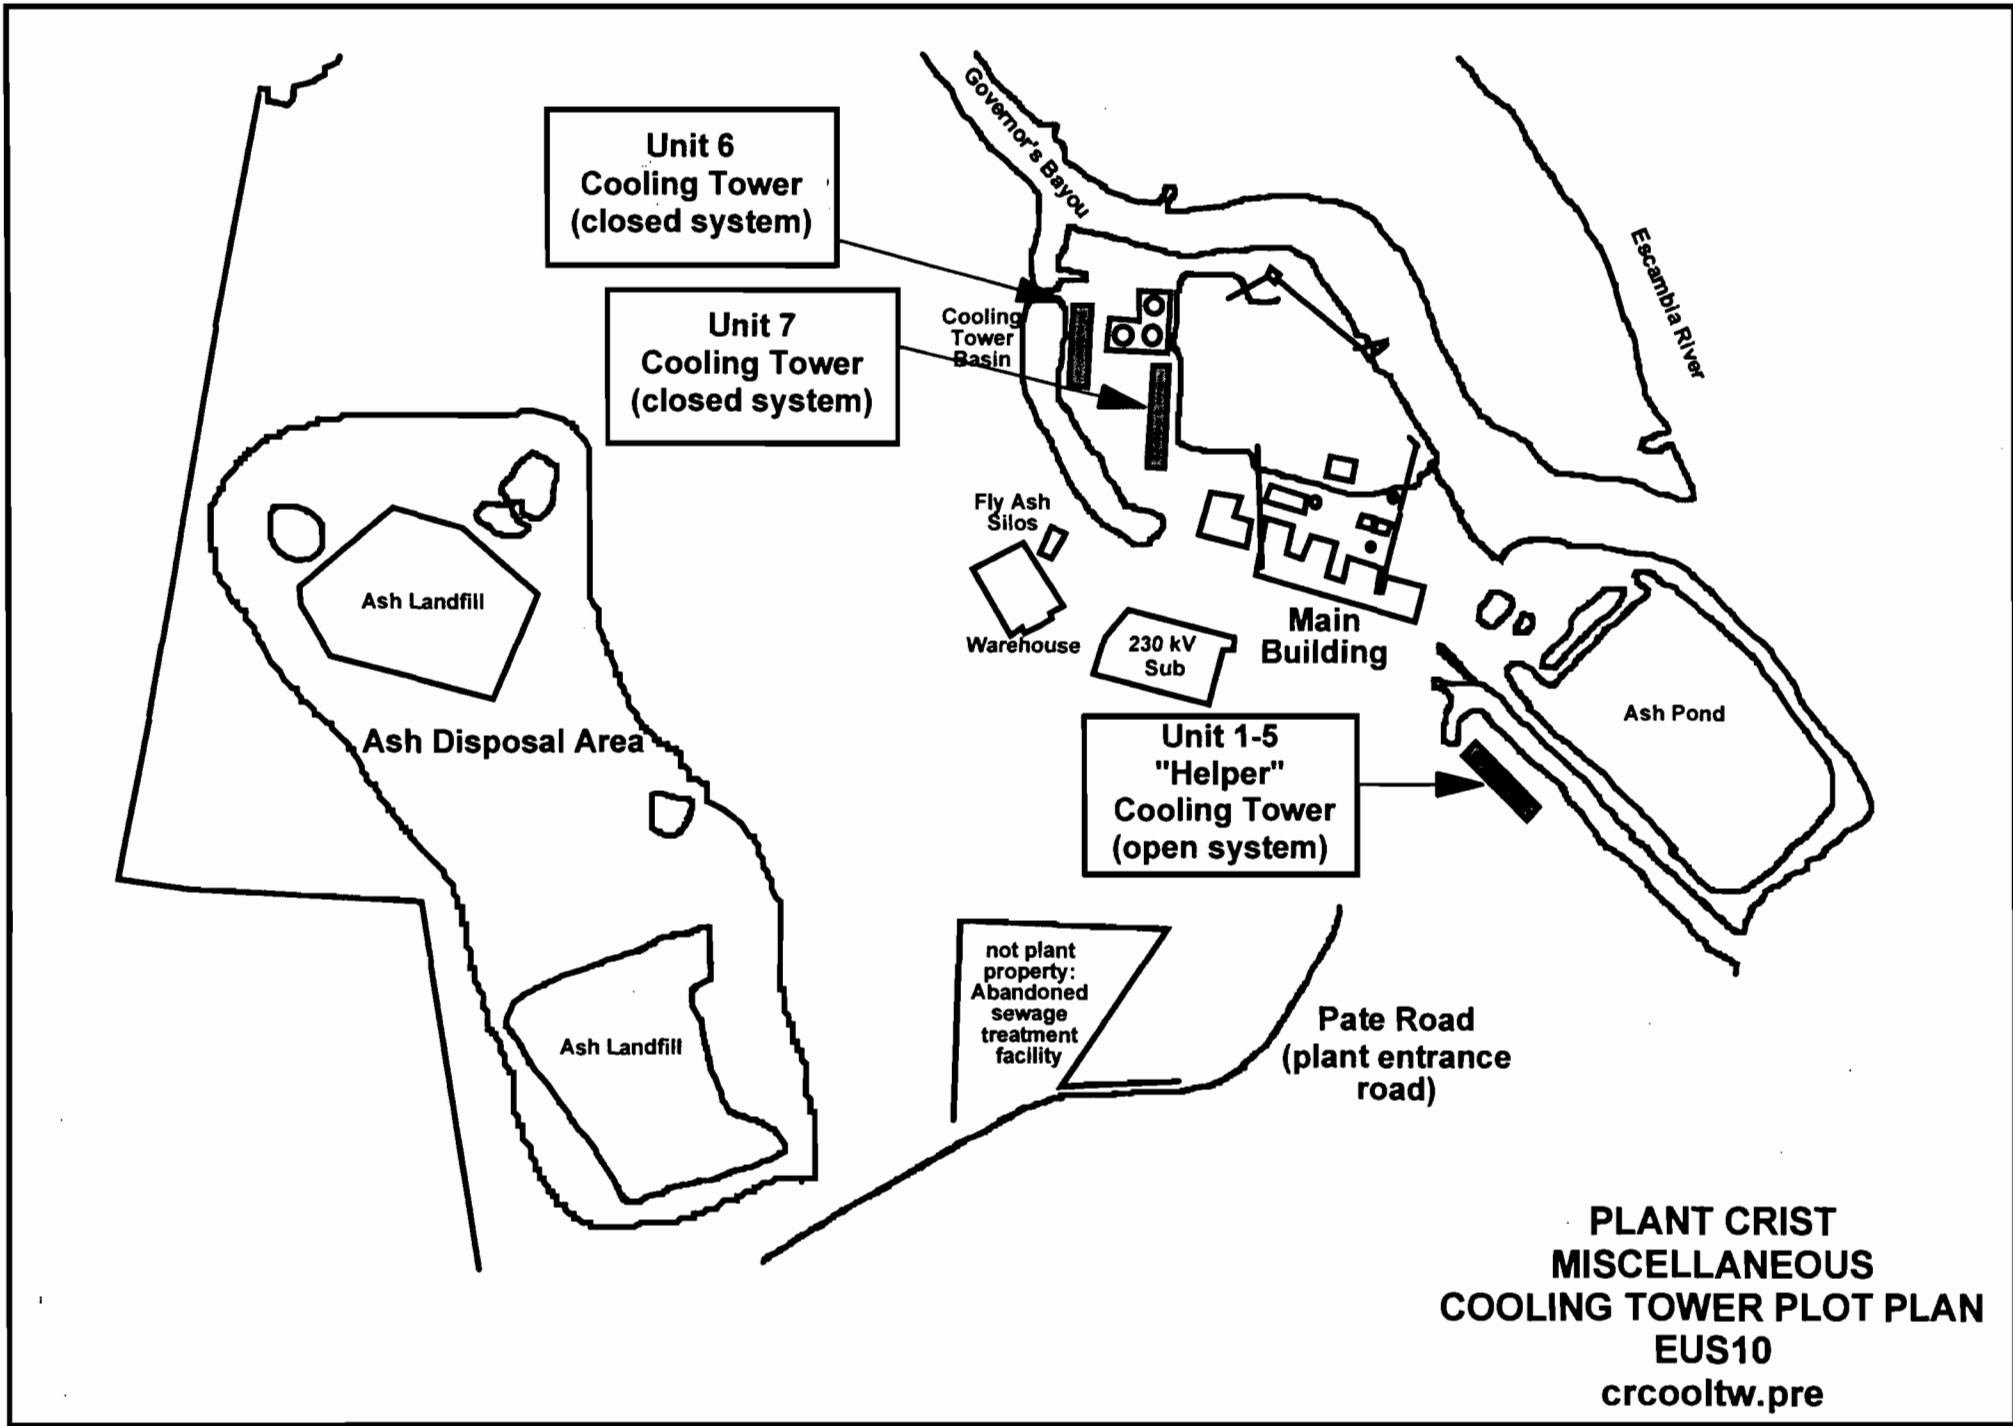 Governor's Bayou
Unit 6
Cooling Tower
(closed system)
Escambia River
Unit 7
Cooling Tower
(closed system)
Cooling
Tower
Basin
Fly Ash
Silos
Ash Landfill
Warehouse
230 kV
Sub
Main
Building
Ash Pond
Ash Disposal Area
Unit 1-5
"Helper"
Cooling Tower
(open system)
not plant
property:
Abandoned
sewage
treatment
facility
Ash Landfill
Pate Road
(plant entrance
road)
PLANT CRIST
MISCELLANEOUS
COOLING TOWER PLOT PLAN
EUS10
crcooltw.pre